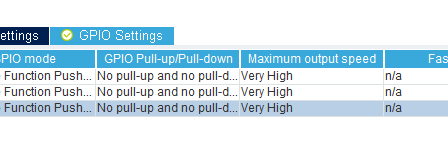 ettings GPIO Settings
GPIO mode GPIO Pull-up/Pull-down Maximum output speed Fas
Function Push... No pull-up and no pull-d... Very High n/a
Function Push... No pull-up and no pull-d... Very High n/a
Function Push... No pull-up and no pull-d... Very High n/a